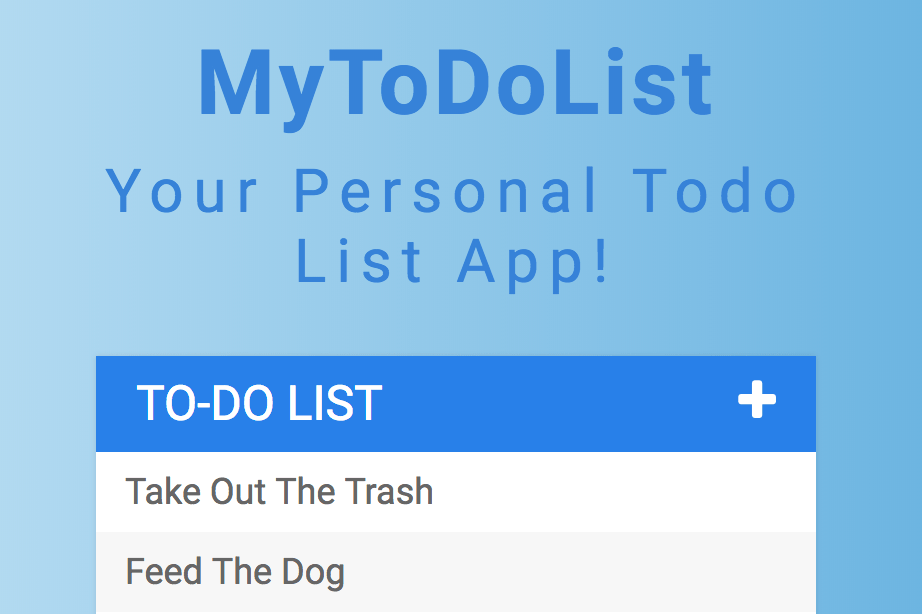 MyToDoList
Your Personal Todo
List App!
TO-DO LIST
Take Out The Trash
Feed The Dog